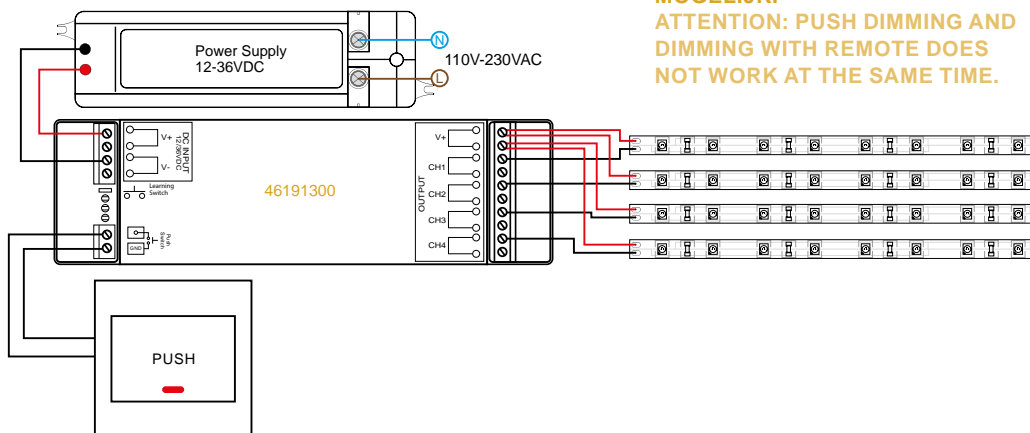 ATTENTION: PUSH DIMMING AND
DIMMING WITH REMOTE DOES
NOT WORK AT THE SAME TIME.
Power Supply
12-36VDC
N
110V-230VAC
L
DC INPUT
12/36VDC
V+
V-
Learning
Switch
46191300
OUTPUT
V+
CH1
CH2
CH3
CH4
Push
Switch
GND
PUSH